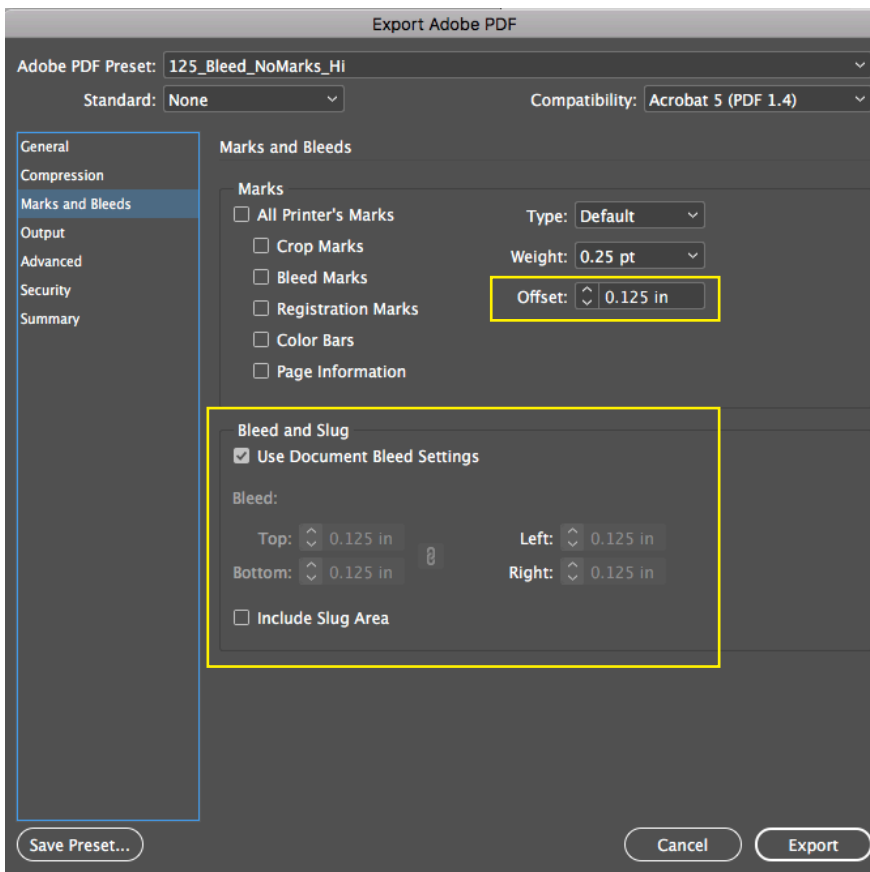 Export Adobe PDF
Adobe PDF Preset: 125_Bleed_NoMarks_Hi
Standard: None Compatibility: Acrobat 5 (PDF 1.4)
General
Compression
Marks and Bleeds
Output
Advanced
Security
Summary
Marks and Bleeds
Marks
All Printer's Marks
Crop Marks
Bleed Marks
Registration Marks
Color Bars
Page Information
Type: Default
Weight: 0.25 pt
Offset: 0.125 in
Bleed and Slug
Use Document Bleed Settings
Bleed:
Top: 0.125 in Left: 0.125 in
Bottom: 0.125 in Right: 0.125 in
Include Slug Area
Save Preset... Cancel Export